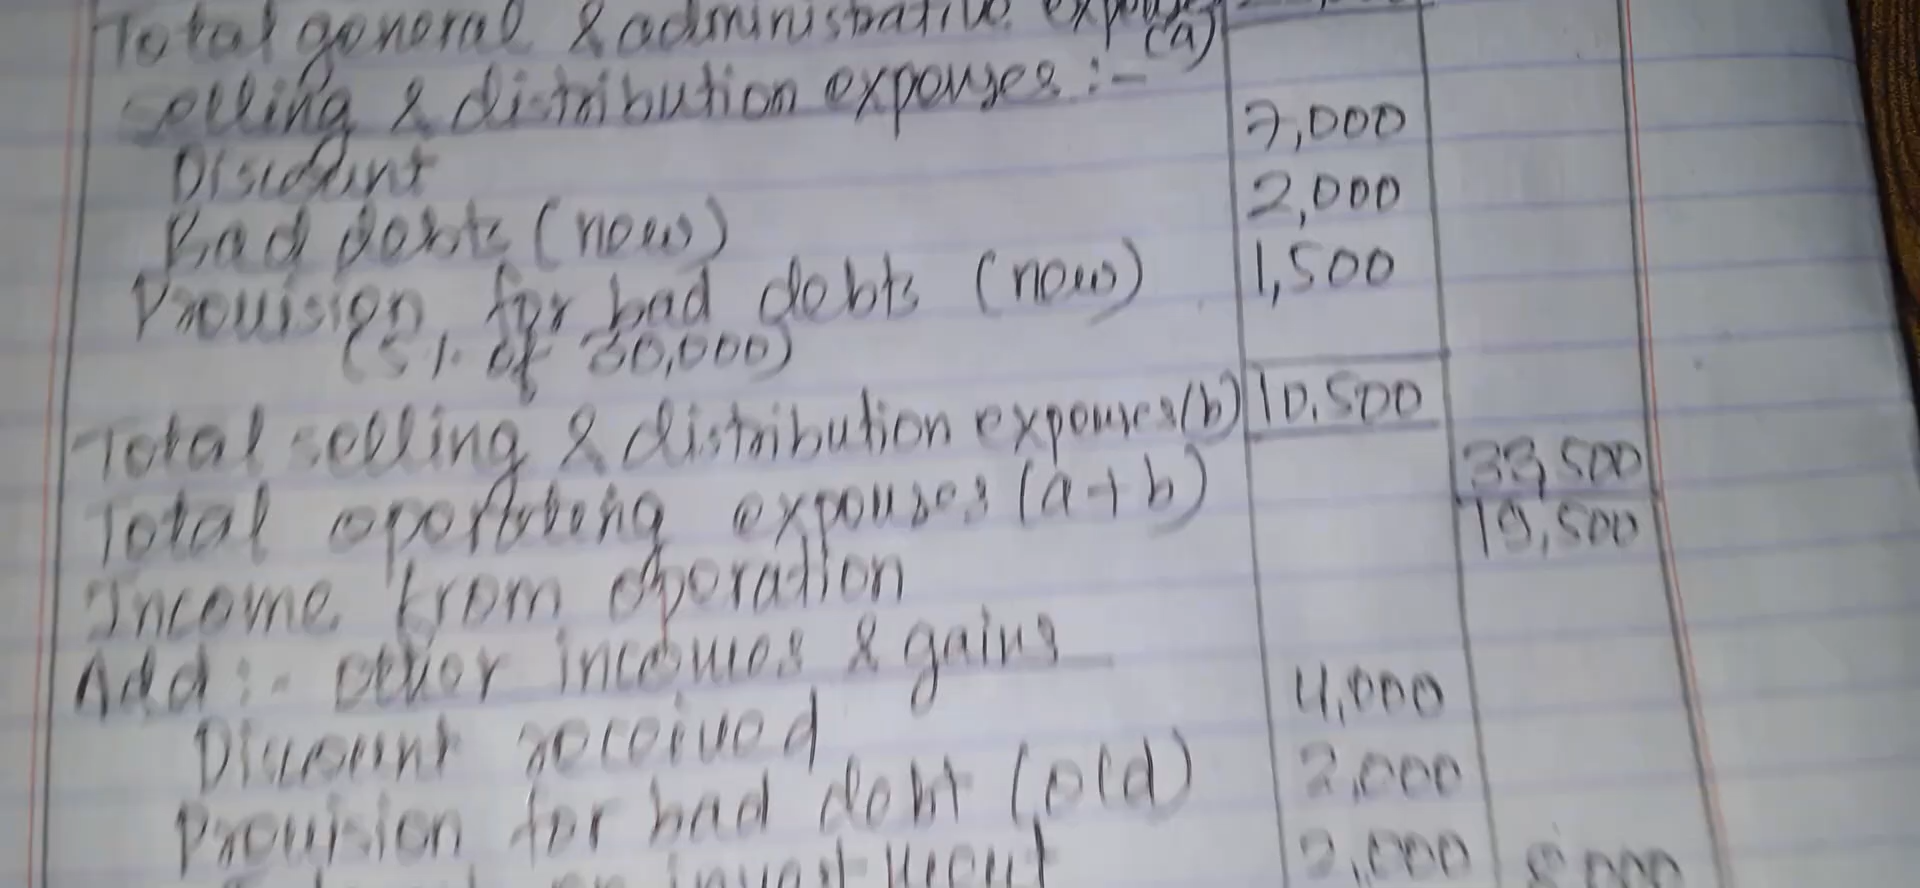 Total general & administrative expenses (a)
selling & distribution expenses :-
Discount 7,000
Bad debts (new) 2,000
Provision for bad debts (new) 1,500
(5% of 30,000)
Total selling & distribution expenses (b) 10,500
Total operating expenses (a+b) 33,500
Income from operation 19,500
Add :- other incomes & gains
Discount received 4,000
Provision for bad debt (old) 2,000
on investment 2,000 8,000